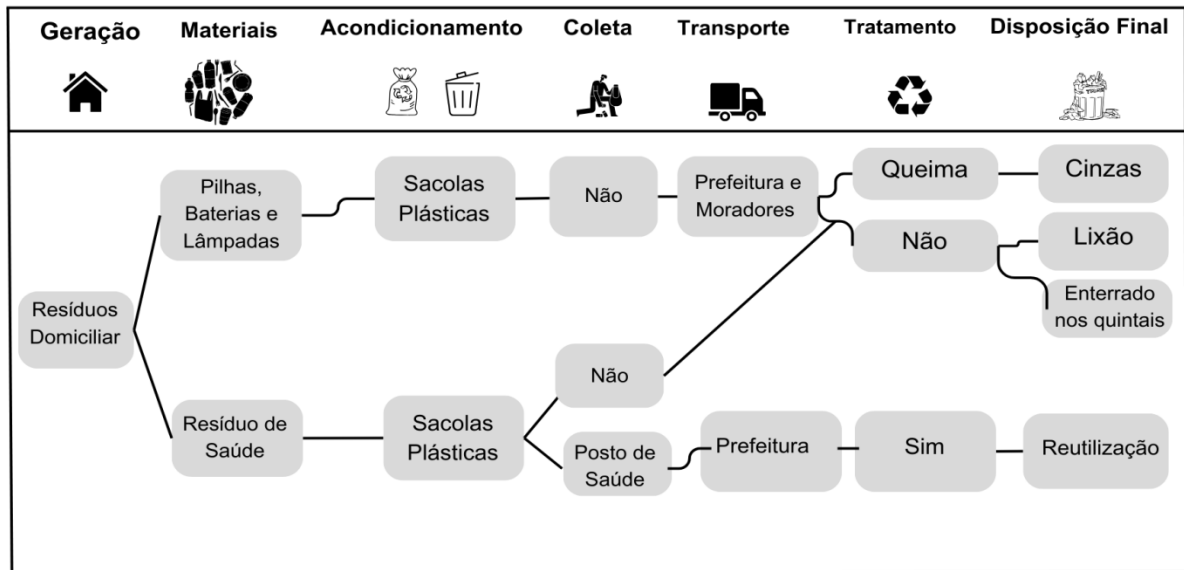 Geração
Materiais
Acondicionamento
Coleta
Transporte
Tratamento
Disposição Final
Resíduos
Domiciliar
Pilhas,
Baterias e
Lâmpadas
Sacolas
Plásticas
Não
Prefeitura e
Moradores
Queima
Cinzas
Não
Lixão
Enterrado
nos quintais
Resíduo de
Saúde
Sacolas
Plásticas
Não
Posto de
Saúde
Prefeitura
Sim
Reutilização